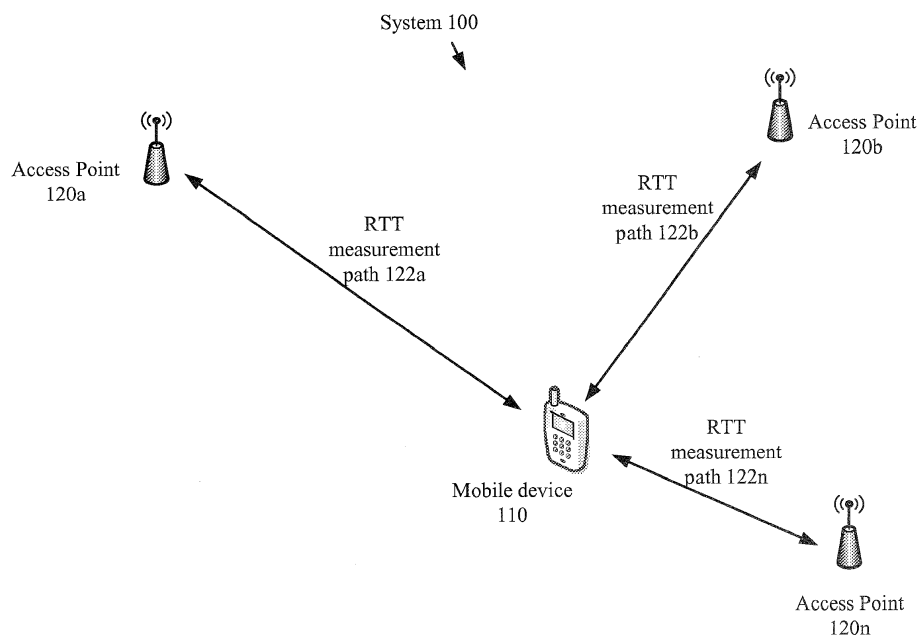 System 100
Access Point
120a
Access Point
120b
RTT
measurement
path 122a
RTT
measurement
path 122b
RTT
measurement
path 122n
Mobile device
110
Access Point
120n